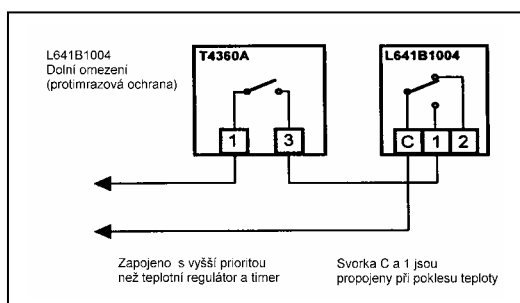 L641B1004
Dolní omezení
(protimrazová ochrana)
T4360A
L641B1004
1
3
C
1
2
Zapojeno s vyšší prioritou
než teplotní regulátor a timer
Svorka C a 1 jsou
propojeny při poklesu teploty